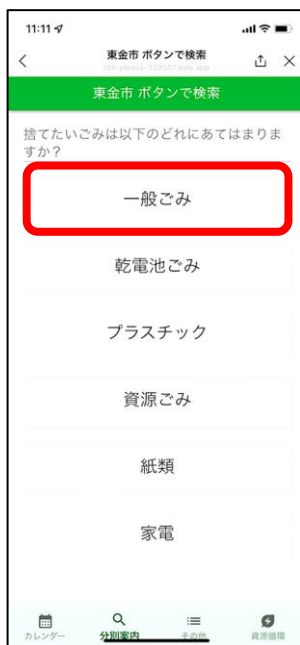 11:11
東金市 ボタンで検索
東金市 ボタンで検索
捨てたいごみは以下のどれにあてはまりま
すか？
一般ごみ
乾電池ごみ
プラスチック
資源ごみ
紙類
家電
カレンダー
分別案内
その他
資源循環